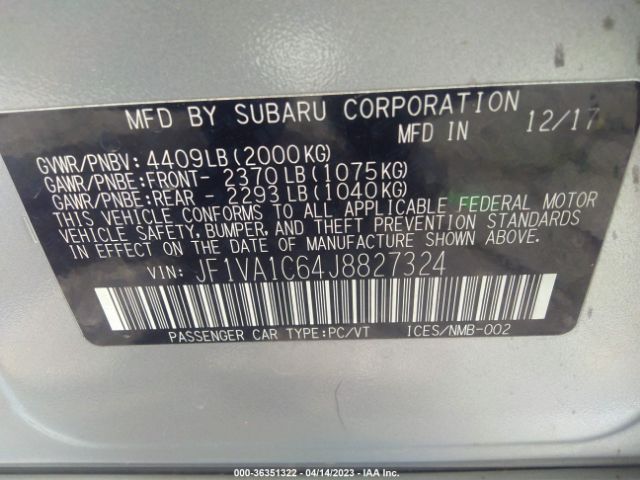 MFD BY SUBARU CORPORATION
MFD IN 12/17
GVWR/PNBV: 4409LB(2000KG)
GAWR/PNBE:FRONT- 2370LB(1075KG)
GAWR/PNBE:REAR - 2293LB(1040KG)
THIS VEHICLE CONFORMS TO ALL APPLICABLE FEDERAL MOTOR
VEHICLE SAFETY, BUMPER, AND THEFT PREVENTION STANDARDS
IN EFFECT ON THE DATE OF MANUFACTURE SHOWN ABOVE.
VIN: JF1VA1C64J8827324
PASSENGER CAR TYPE:PC/VT ICES/NMB-002
000-36351322 - 04/14/2023 - IAA Inc.